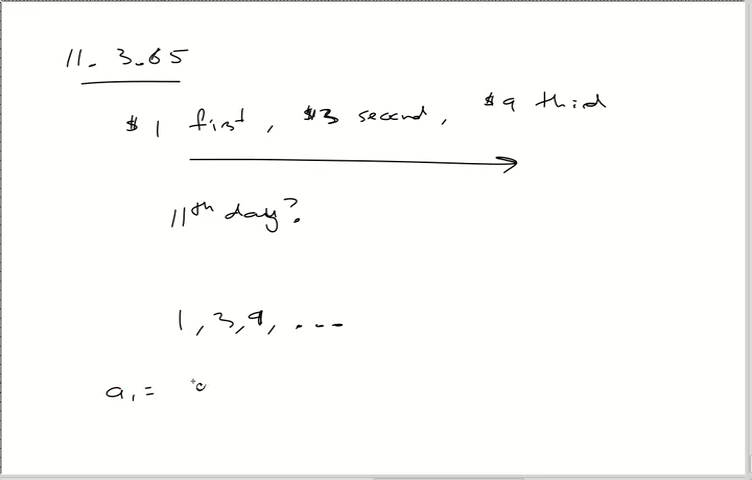 11.3.65
$1 first, $3 second, $9 third
11th day?
1, 3, 9, ...
a₁ =